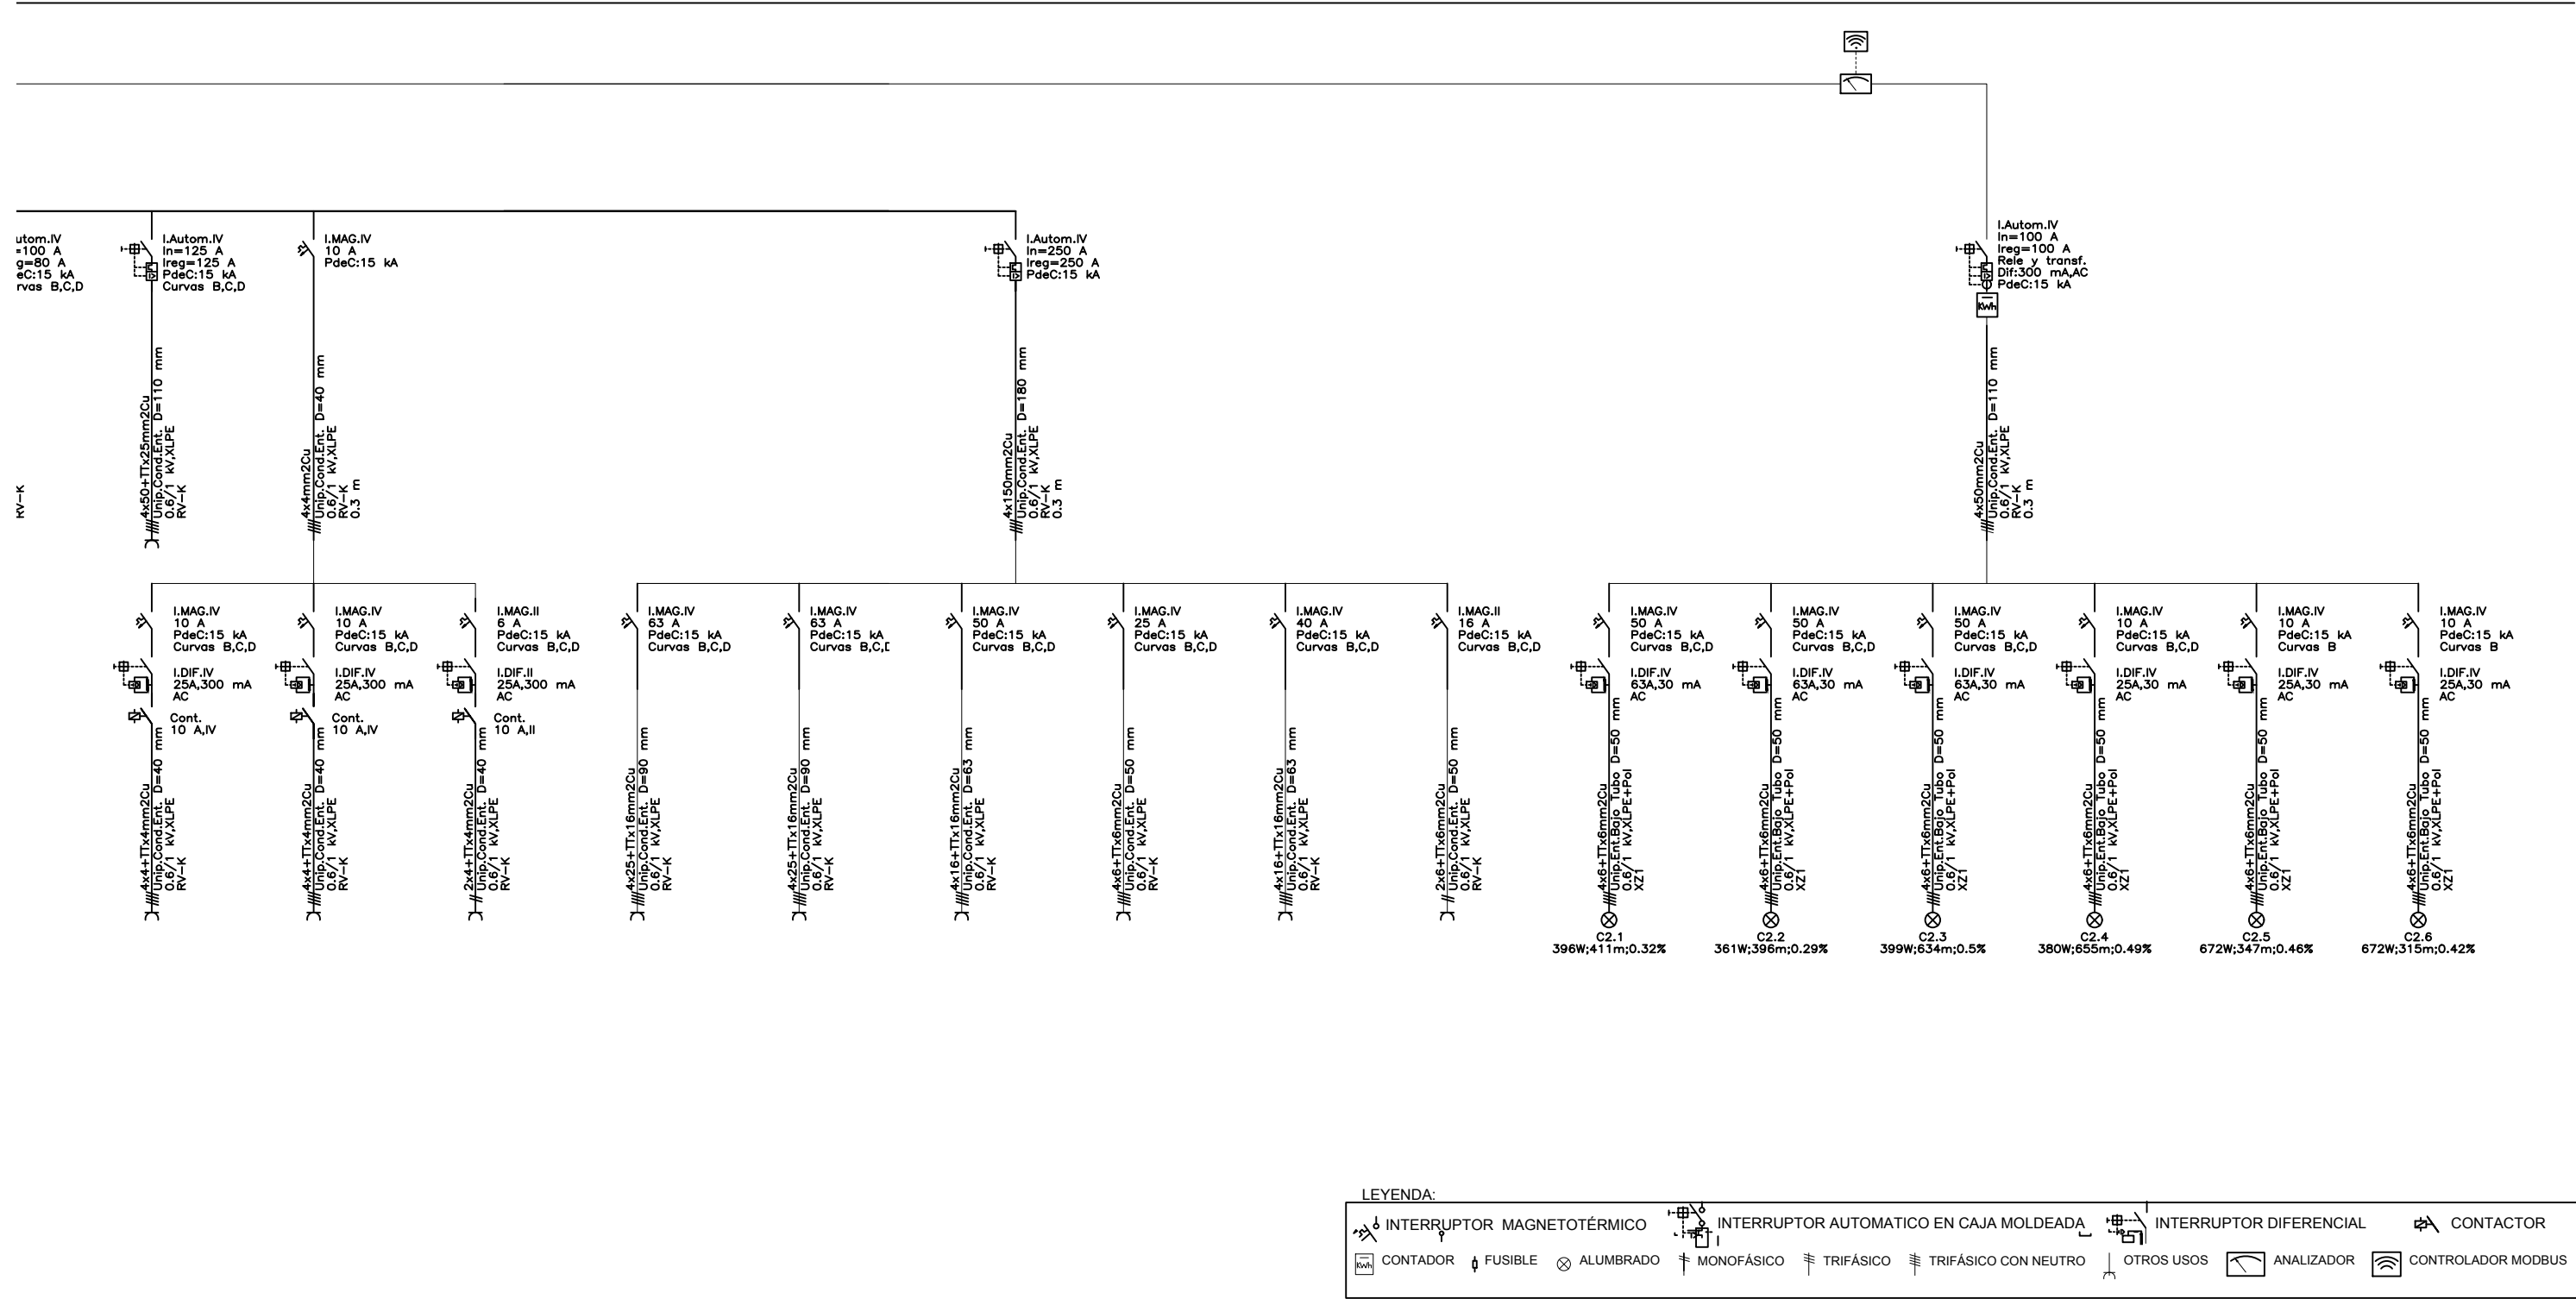 utom.IV
=100 A
g=80 A
eC:15 kA
rvas B,C,D
RV-K
I.Autom.IV
In=125 A
Ireg=125 A
PdeC:15 kA
Curvas B,C,D
4x50+TTx25mm2Cu
Unip.Cond.Ent. D=110 mm
0.6/1 kV,XLPE
RV-K
I.MAG.IV
10 A
PdeC:15 kA
4x4mm2Cu
Unip.Cond.Ent. D=40 mm
0.6/1 kV,XLPE
RV-K
0.3 m
I.Autom.IV
In=250 A
Ireg=250 A
PdeC:15 kA
4x150mm2Cu
Unip.Cond.Ent. D=180 mm
0.6/1 kV,XLPE
RV-K
0.3 m
I.Autom.IV
In=100 A
Ireg=100 A
Rele y transf.
Dif:300 mA,AC
PdeC:15 kA
KWh
4x50mm2Cu
Unip.Cond.Ent. D=110 mm
0.6/1 kV,XLPE
RV-K
0.3 m
I.MAG.IV
10 A
PdeC:15 kA
Curvas B,C,D
I.DIF.IV
25A,300 mA
AC
Cont.
10 A,IV
4x4+TTx4mm2Cu
Unip.Cond.Ent. D=40 mm
0.6/1 kV,XLPE
RV-K
I.MAG.IV
10 A
PdeC:15 kA
Curvas B,C,D
I.DIF.IV
25A,300 mA
AC
Cont.
10 A,IV
4x4+TTx4mm2Cu
Unip.Cond.Ent. D=40 mm
0.6/1 kV,XLPE
RV-K
I.MAG.II
6 A
PdeC:15 kA
Curvas B,C,D
I.DIF.II
25A,300 mA
AC
Cont.
10 A,II
2x4+TTx4mm2Cu
Unip.Cond.Ent. D=40 mm
0.6/1 kV,XLPE
RV-K
I.MAG.IV
63 A
PdeC:15 kA
Curvas B,C,D
4x25+TTx16mm2Cu
Unip.Cond.Ent. D=90 mm
0.6/1 kV,XLPE
RV-K
I.MAG.IV
63 A
PdeC:15 kA
Curvas B,C,D
4x25+TTx16mm2Cu
Unip.Cond.Ent. D=90 mm
0.6/1 kV,XLPE
RV-K
I.MAG.IV
50 A
PdeC:15 kA
Curvas B,C,D
4x16+TTx16mm2Cu
Unip.Cond.Ent. D=63 mm
0.6/1 kV,XLPE
RV-K
I.MAG.IV
25 A
PdeC:15 kA
Curvas B,C,D
4x6+TTx6mm2Cu
Unip.Cond.Ent. D=50 mm
0.6/1 kV,XLPE
RV-K
I.MAG.IV
40 A
PdeC:15 kA
Curvas B,C,D
4x16+TTx16mm2Cu
Unip.Cond.Ent. D=63 mm
0.6/1 kV,XLPE
RV-K
I.MAG.II
16 A
PdeC:15 kA
Curvas B,C,D
2x6+TTx6mm2Cu
Unip.Cond.Ent. D=50 mm
0.6/1 kV,XLPE
RV-K
I.MAG.IV
50 A
PdeC:15 kA
Curvas B,C,D
I.DIF.IV
63A,30 mA
AC
4x6+TTx6mm2Cu
Unip.Ent.Bajo Tubo D=50 mm
0.6/1 kV,XLPE+Pol
XZ1
C2.1
396W;411m;0.32%
I.MAG.IV
50 A
PdeC:15 kA
Curvas B,C,D
I.DIF.IV
63A,30 mA
AC
4x6+TTx6mm2Cu
Unip.Ent.Bajo Tubo D=50 mm
0.6/1 kV,XLPE+Pol
XZ1
C2.2
361W;396m;0.29%
I.MAG.IV
50 A
PdeC:15 kA
Curvas B,C,D
I.DIF.IV
63A,30 mA
AC
4x6+TTx6mm2Cu
Unip.Ent.Bajo Tubo D=50 mm
0.6/1 kV,XLPE+Pol
XZ1
C2.3
399W;634m;0.5%
I.MAG.IV
10 A
PdeC:15 kA
Curvas B,C,D
I.DIF.IV
25A,30 mA
AC
4x6+TTx6mm2Cu
Unip.Ent.Bajo Tubo D=50 mm
0.6/1 kV,XLPE+Pol
XZ1
C2.4
380W;655m;0.49%
I.MAG.IV
10 A
PdeC:15 kA
Curvas B
I.DIF.IV
25A,30 mA
AC
4x6+TTx6mm2Cu
Unip.Ent.Bajo Tubo D=50 mm
0.6/1 kV,XLPE+Pol
XZ1
C2.5
672W;347m;0.46%
I.MAG.IV
10 A
PdeC:15 kA
Curvas B
I.DIF.IV
25A,30 mA
AC
4x6+TTx6mm2Cu
Unip.Ent.Bajo Tubo D=50 mm
0.6/1 kV,XLPE+Pol
XZ1
C2.6
672W;315m;0.42%
LEYENDA:
INTERRUPTOR MAGNETOTÉRMICO INTERRUPTOR AUTOMATICO EN CAJA MOLDEADA INTERRUPTOR DIFERENCIAL CONTACTOR
KWh CONTADOR FUSIBLE ALUMBRADO MONOFÁSICO TRIFÁSICO TRIFÁSICO CON NEUTRO OTROS USOS ANALIZADOR CONTROLADOR MODBUS